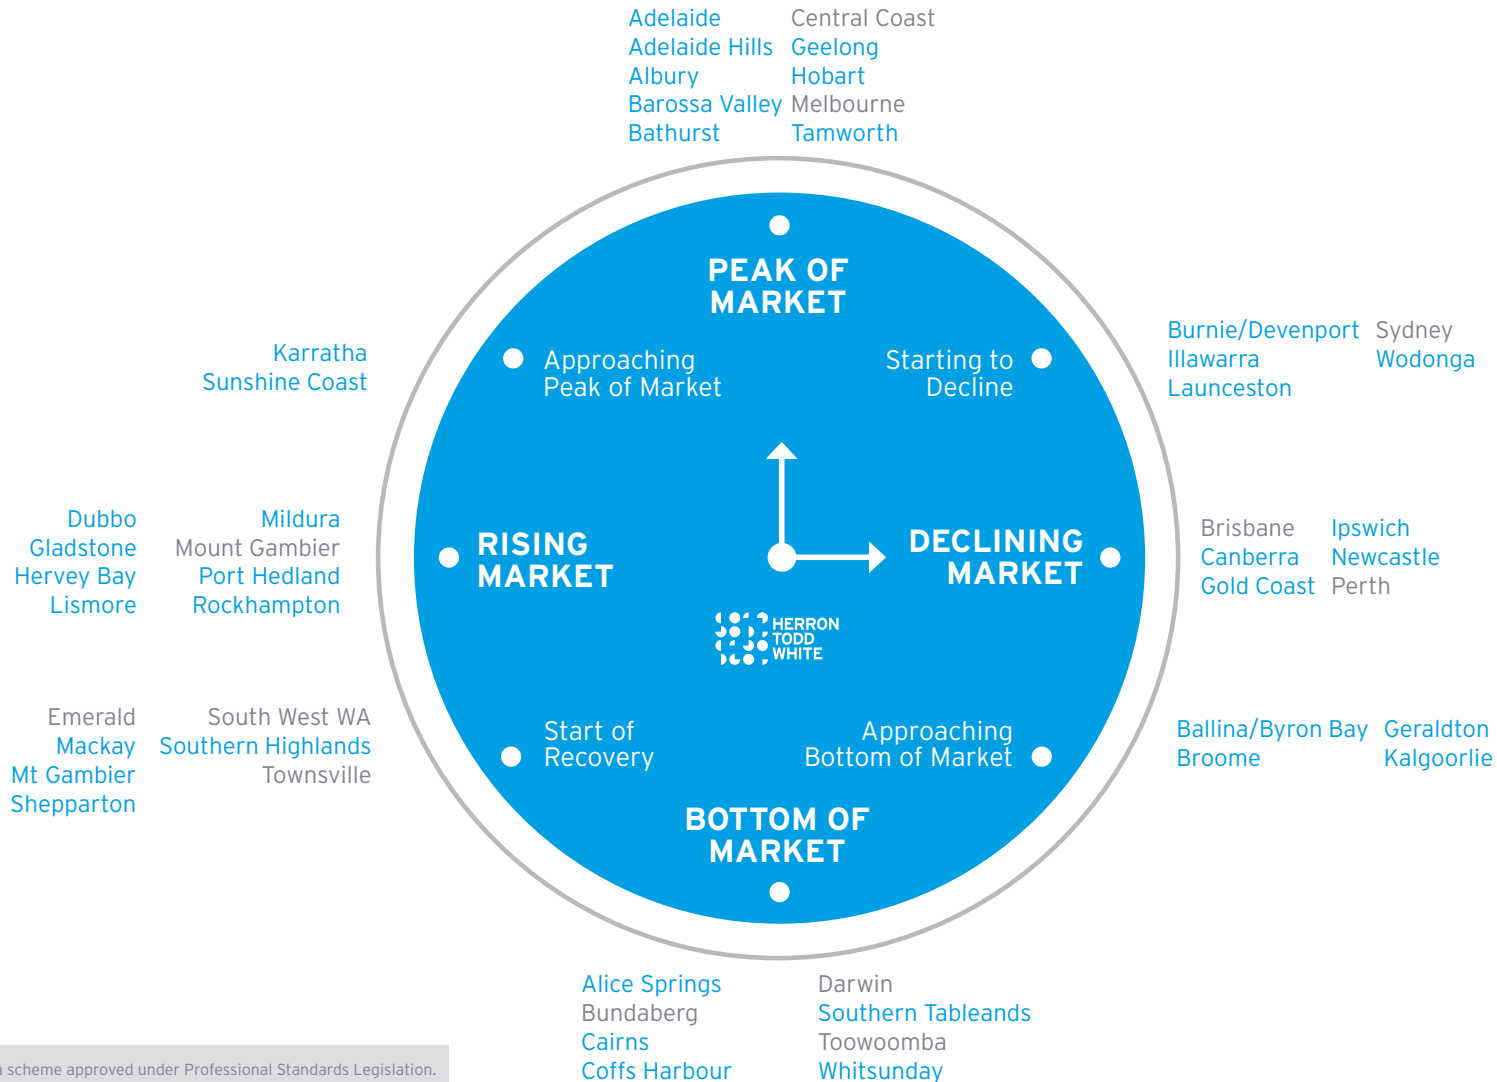 Adelaide
Adelaide Hills
Albury
Barossa Valley
Bathurst
Central Coast
Geelong
Hobart
Melbourne
Tamworth
PEAK OF
MARKET
Approaching
Peak of Market
Starting to
Decline
Karratha
Sunshine Coast
Burnie/Devenport
Illawarra
Launceston
Sydney
Wodonga
Dubbo
Gladstone
Hervey Bay
Lismore
Mildura
Mount Gambier
Port Hedland
Rockhampton
RISING
MARKET
DECLINING
MARKET
Brisbane
Canberra
Gold Coast
Ipswich
Newcastle
Perth
HERRON
TODD
WHITE
Emerald
Mackay
Mt Gambier
Shepparton
South West WA
Southern Highlands
Townsville
Start of
Recovery
Approaching
Bottom of Market
Ballina/Byron Bay
Broome
Geraldton
Kalgoorlie
BOTTOM OF
MARKET
Alice Springs
Bundaberg
Cairns
Coffs Harbour
Darwin
Southern Tableands
Toowoomba
Whitsunday
a scheme approved under Professional Standards Legislation.